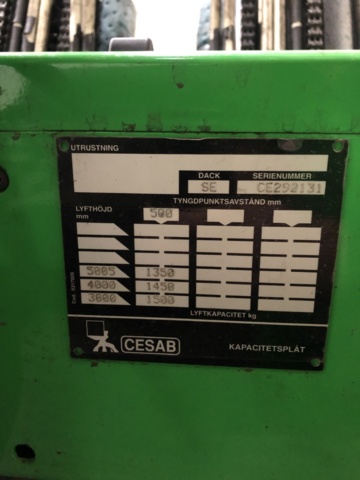 UTRUSTNING
DÄCK SERIENUMMER
SE CE292131
LYFTHÖJD mm TYNGDPUNKTSAVSTÅND mm
500
5005 1350
4000 1450
3600 1500
LYFTKAPACITET kg
CESAB KAPACITETSPLÅT